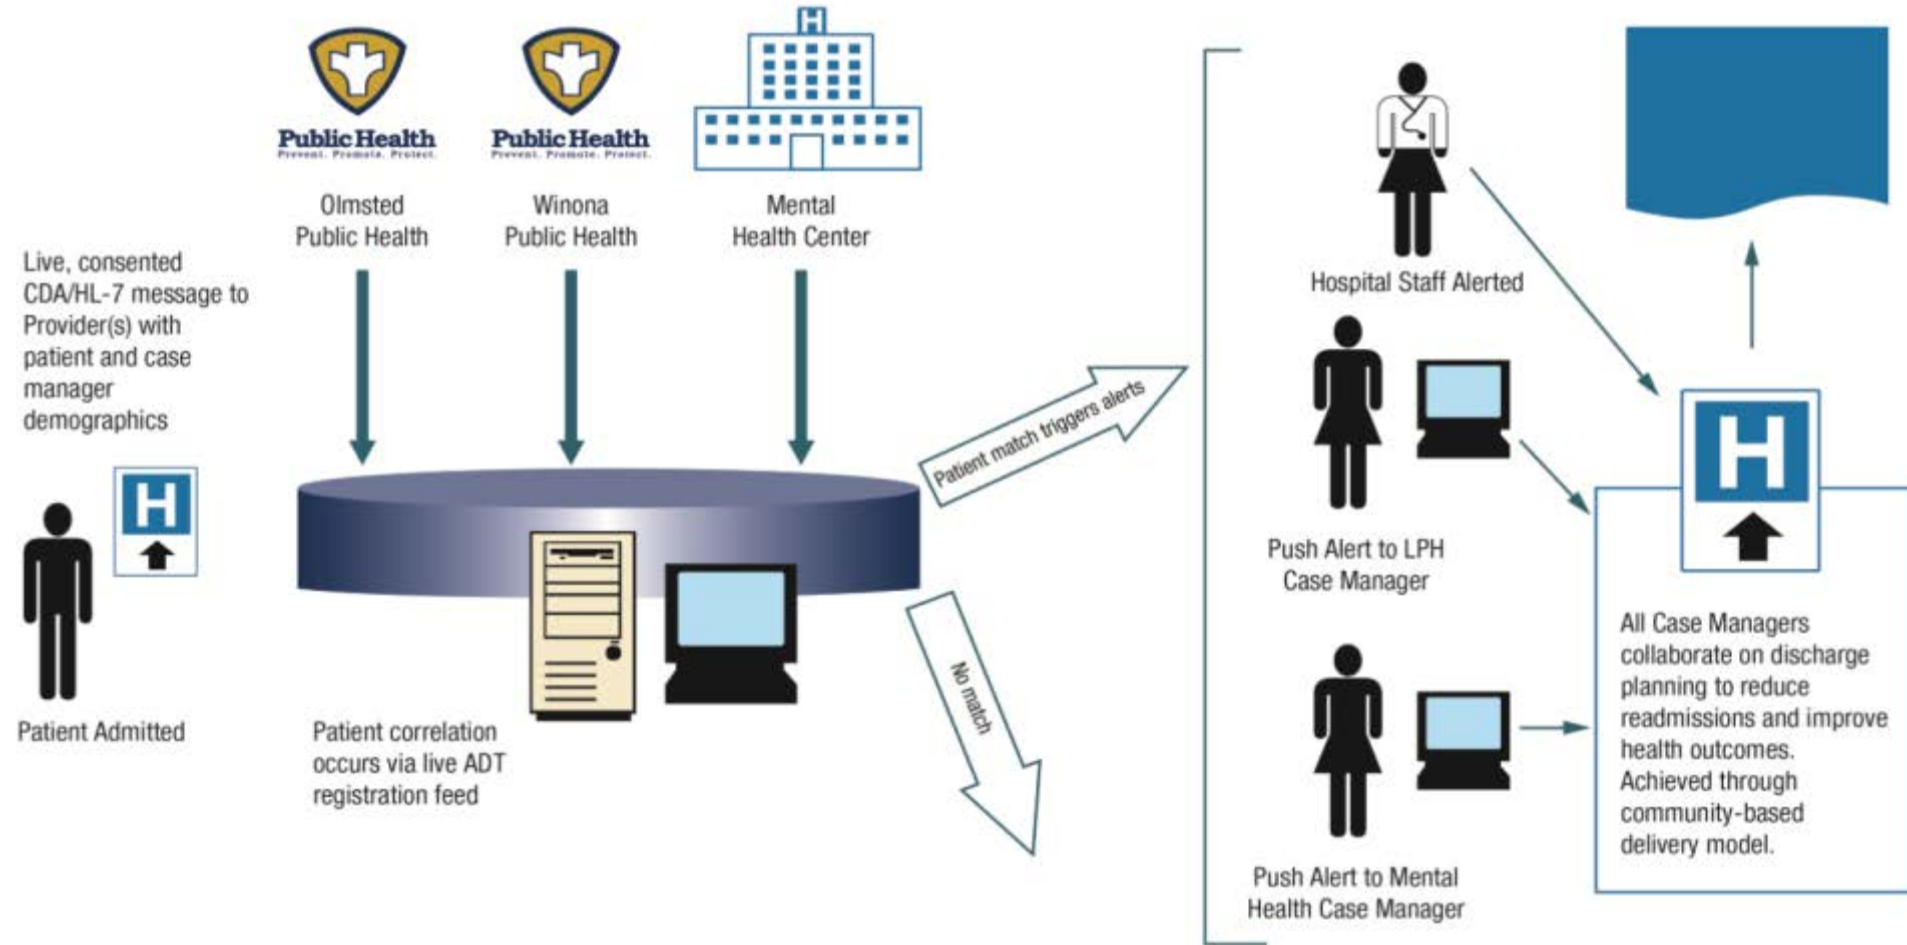 H
Public Health
Prevent. Promote. Protect.
Public Health
Prevent. Promote. Protect.
Olmsted
Public Health
Winona
Public Health
Mental
Health Center
Live, consented
CDA/HL-7 message to
Provider(s) with
patient and case
manager
demographics
H
Patient Admitted
Patient correlation
occurs via live ADT
registration feed
Patient match triggers alerts
No match
Hospital Staff Alerted
Push Alert to LPH
Case Manager
Push Alert to Mental
Health Case Manager
H
All Case Managers
collaborate on discharge
planning to reduce
readmissions and improve
health outcomes.
Achieved through
community-based
delivery model.